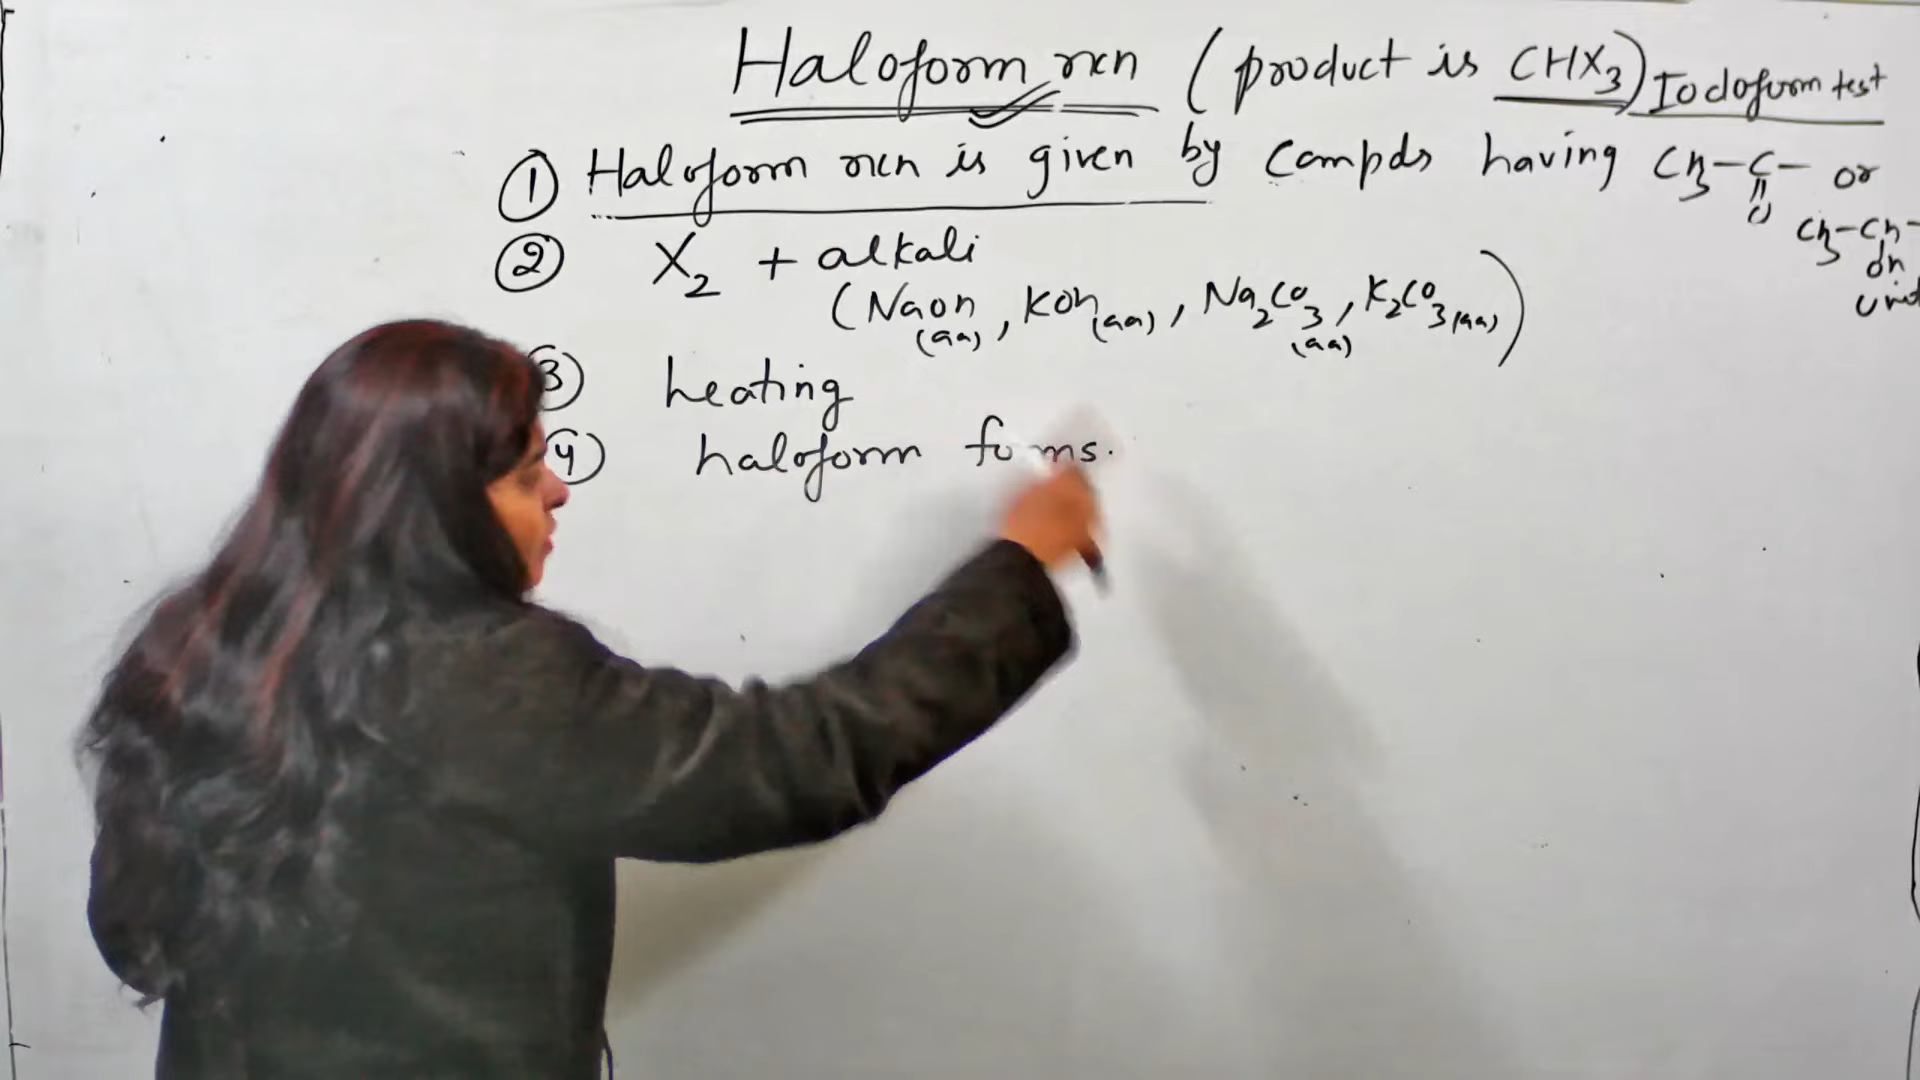 Haloform rxn (product is CHX3) Iodoform test
① Haloform rxn is given by Compds having CH3-C- or
O
CH3-CH-
OH
② X2 + alkali
(NaOH(aq), KOH(aq), Na2CO3(aq), K2CO3(aq))
3 heating
4) haloform forms.